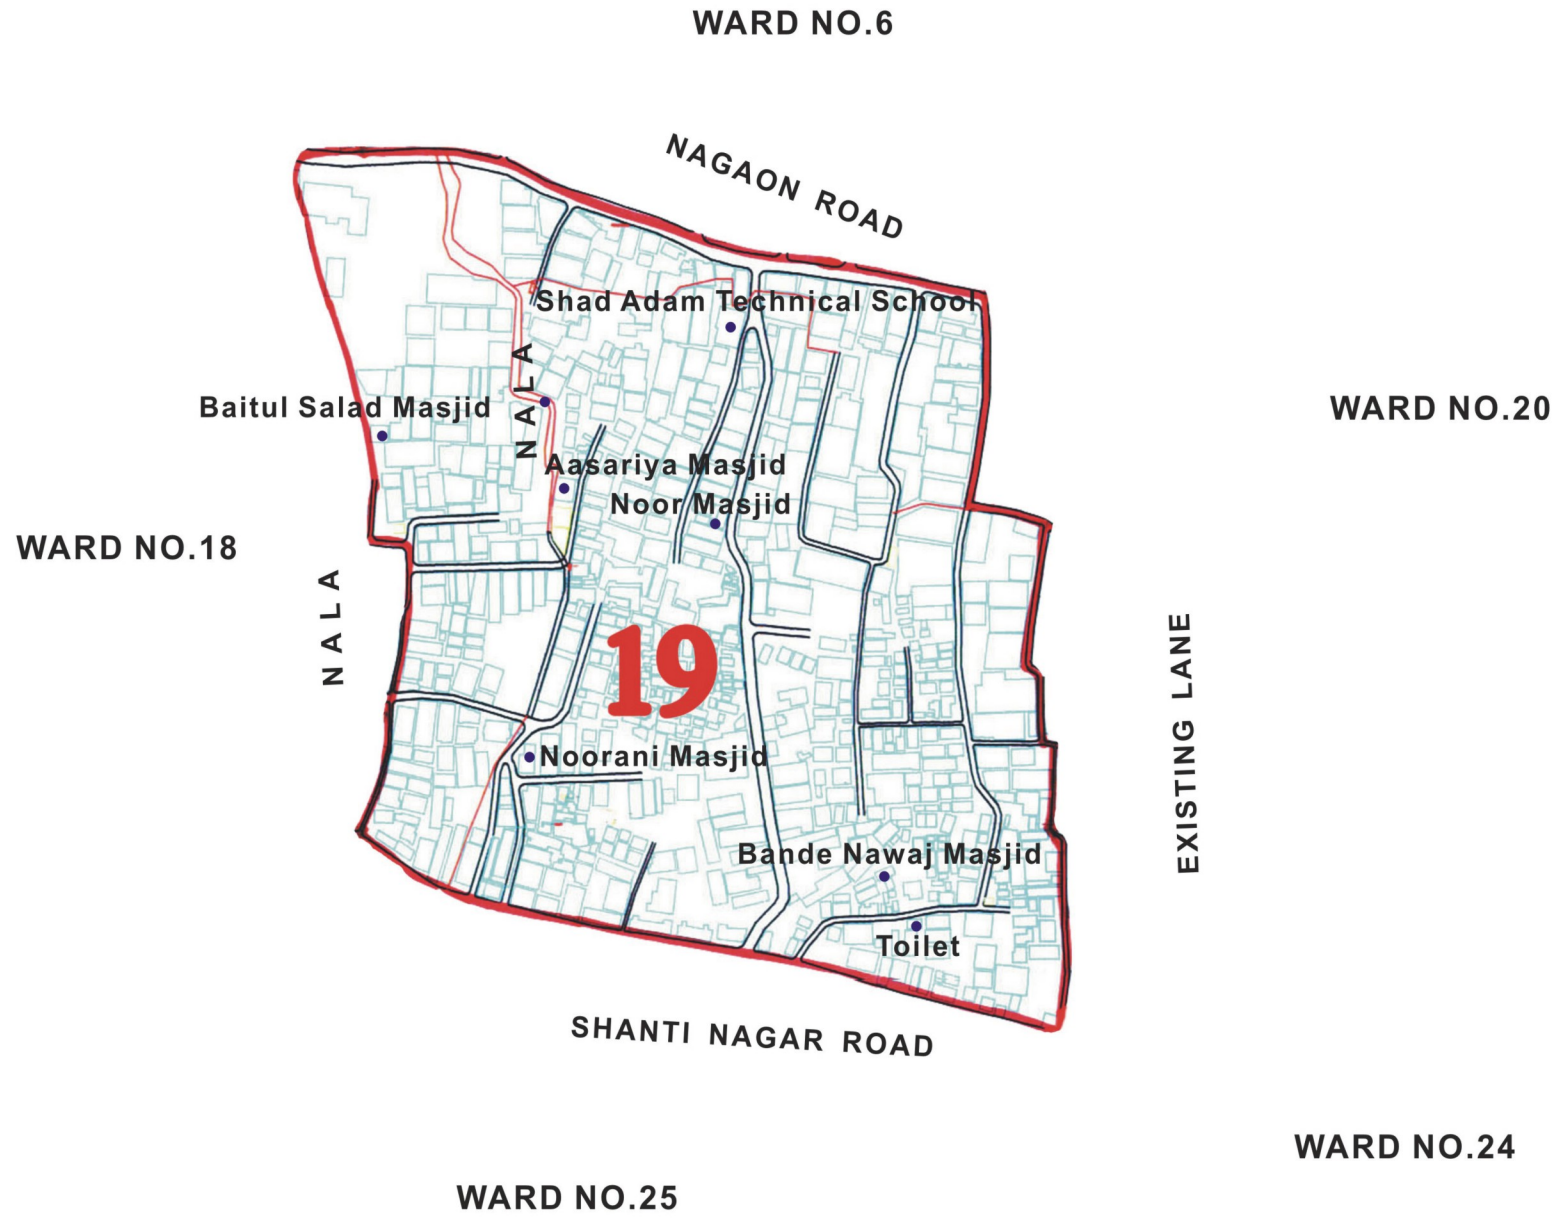 WARD NO.6
NAGAON ROAD
Shad Adam Technical School
NALA
Baitul Salad Masjid
WARD NO.20
Aasariya Masjid
Noor Masjid
WARD NO.18
NALA
19
EXISTING LANE
Noorani Masjid
Bande Nawaj Masjid
Toilet
SHANTI NAGAR ROAD
WARD NO.24
WARD NO.25